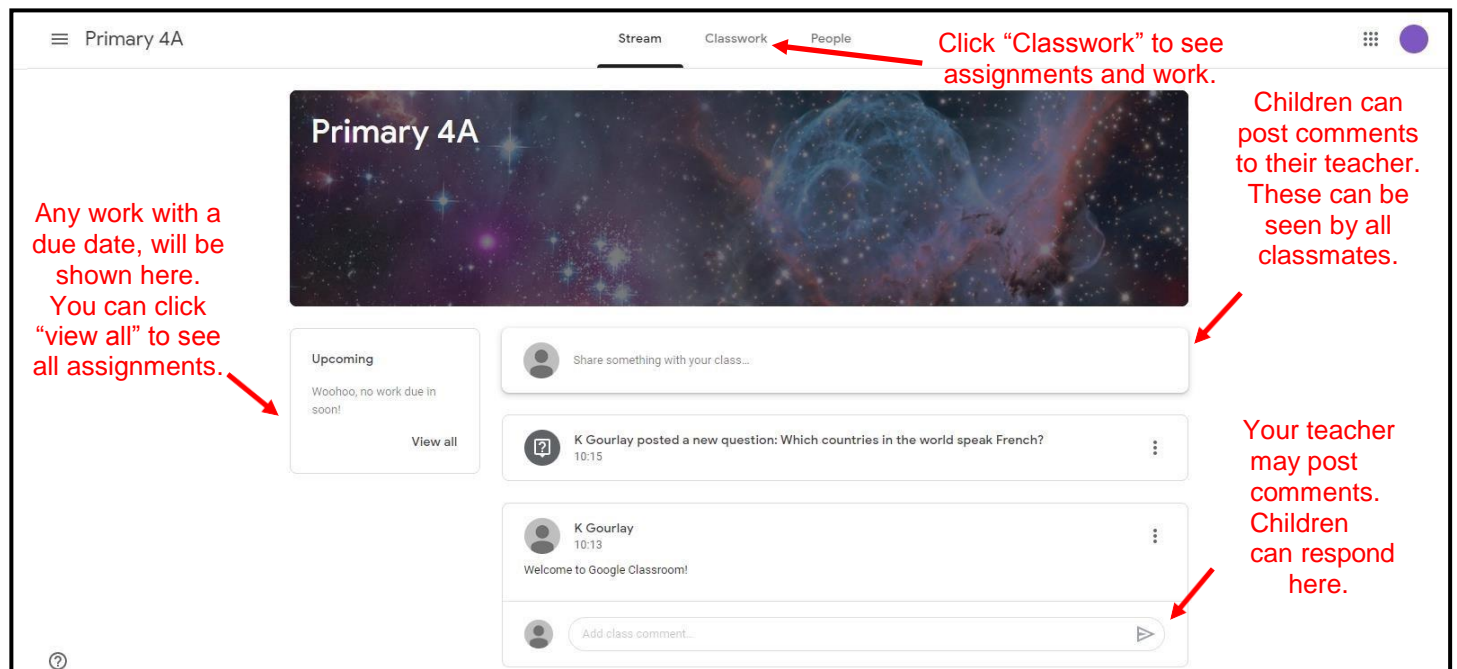 Primary 4A
Stream
Classwork
People
Click “Classwork” to see
assignments and work.
Primary 4A
Children can
post comments
to their teacher.
These can be
seen by all
classmates.
Any work with a
due date, will be
shown here.
You can click
“view all” to see
all assignments.
Upcoming
Woohoo, no work due in
soon!
View all
Share something with your class...
K Gourlay posted a new question: Which countries in the world speak French?
10:15
K Gourlay
10:13
Welcome to Google Classroom!
Add class comment...
Your teacher
may post
comments.
Children
can respond
here.